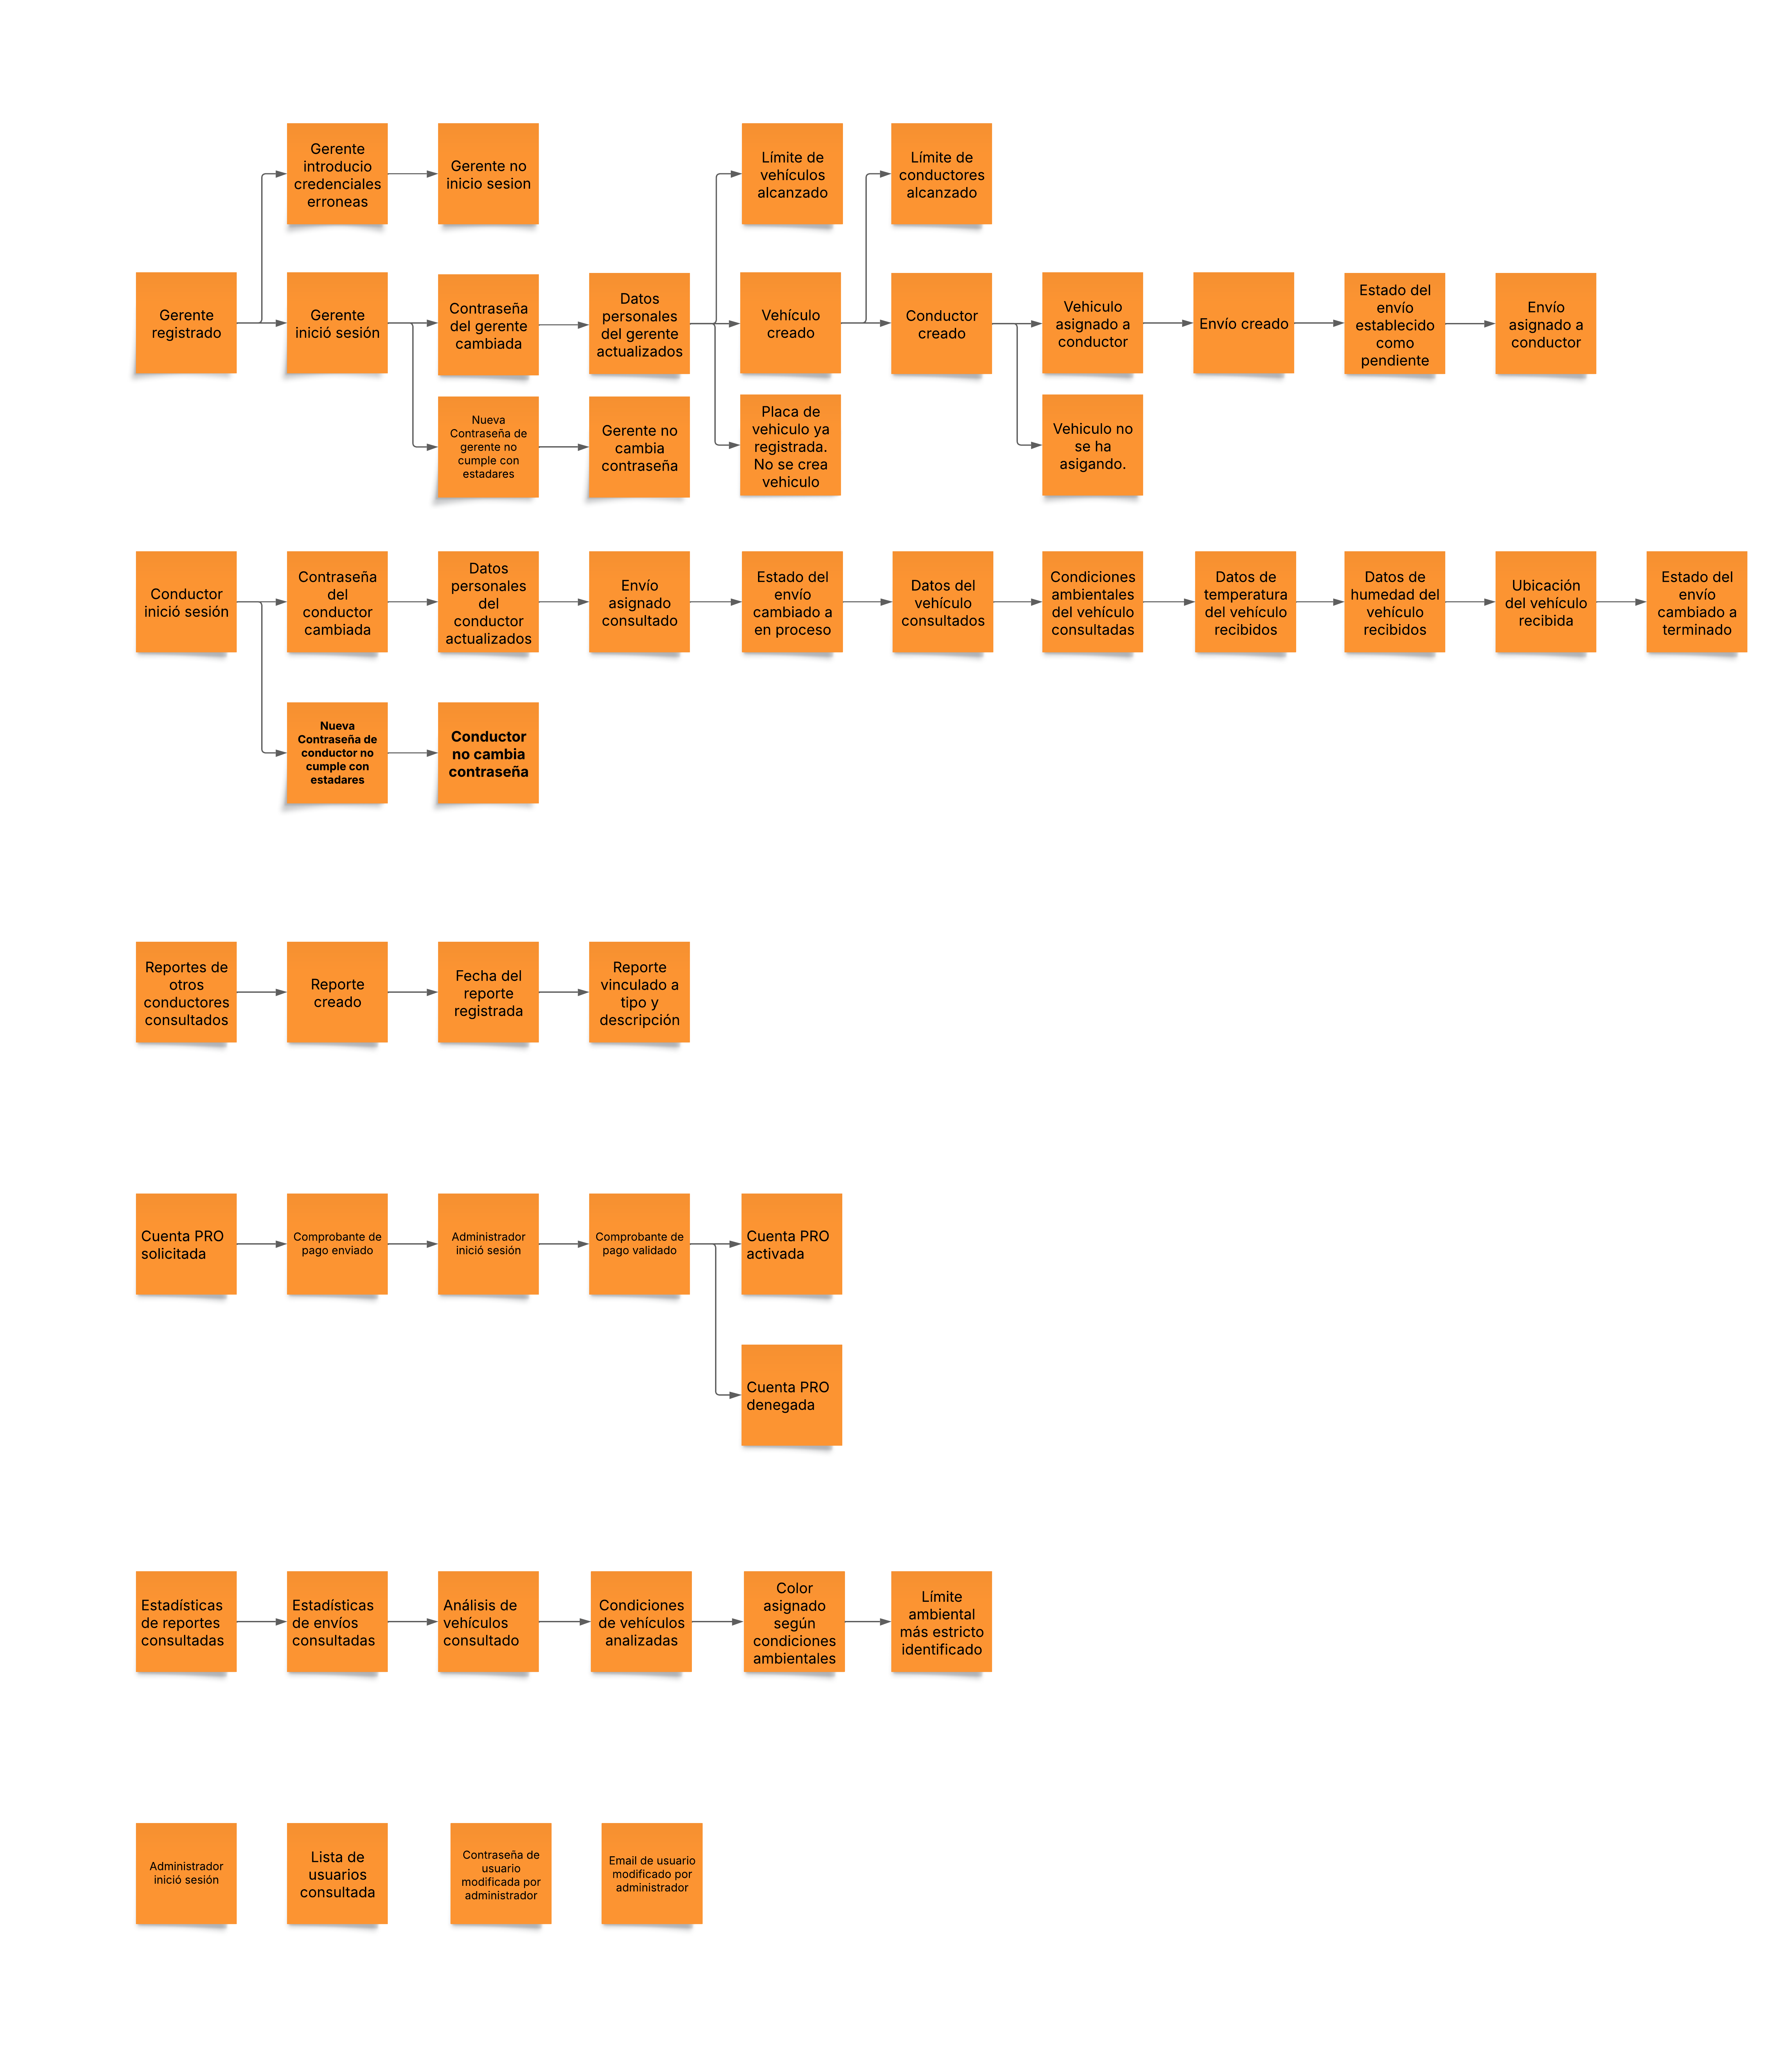 Gerente
introducio
credenciales
erroneas
Gerente no
inicio sesion
Límite de
vehículos
alcanzado
Límite de
conductores
alcanzado
Gerente
registrado
Gerente
inició sesión
Contraseña
del gerente
cambiada
Datos
personales
del gerente
actualizados
Vehículo
creado
Conductor
creado
Vehiculo
asignado a
conductor
Envío creado
Estado del
envío
establecido
como
pendiente
Envío
asignado a
conductor
Nueva
Contraseña de
gerente no
cumple con
estadares
Gerente no
cambia
contraseña
Placa de
vehiculo ya
registrada.
No se crea
vehiculo
Vehiculo no
se ha
asigando.
Conductor
inició sesión
Contraseña
del
conductor
cambiada
Datos
personales
del
conductor
actualizados
Envío
asignado
consultado
Estado del
envío
cambiado a
en proceso
Datos del
vehículo
consultados
Condiciones
ambientales
del vehículo
consultadas
Datos de
temperatura
del vehículo
recibidos
Datos de
humedad del
vehículo
recibidos
Ubicación
del vehículo
recibida
Estado del
envío
cambiado a
terminado
Nueva
Contraseña de
conductor no
cumple con
estadares
Conductor
no cambia
contraseña
Reportes de
otros
conductores
consultados
Reporte
creado
Fecha del
reporte
registrada
Reporte
vinculado a
tipo y
descripción
Cuenta PRO
solicitada
Comprobante de
pago enviado
Administrador
inició sesión
Comprobante de
pago validado
Cuenta PRO
activada
Cuenta PRO
denegada
Estadísticas
de reportes
consultadas
Estadísticas
de envíos
consultadas
Análisis de
vehículos
consultado
Condiciones
de vehículos
analizadas
Color
asignado
según
condiciones
ambientales
Límite
ambiental
más estricto
identificado
Administrador
inició sesión
Lista de
usuarios
consultada
Contraseña de
usuario
modificada por
administrador
Email de usuario
modificado por
administrador